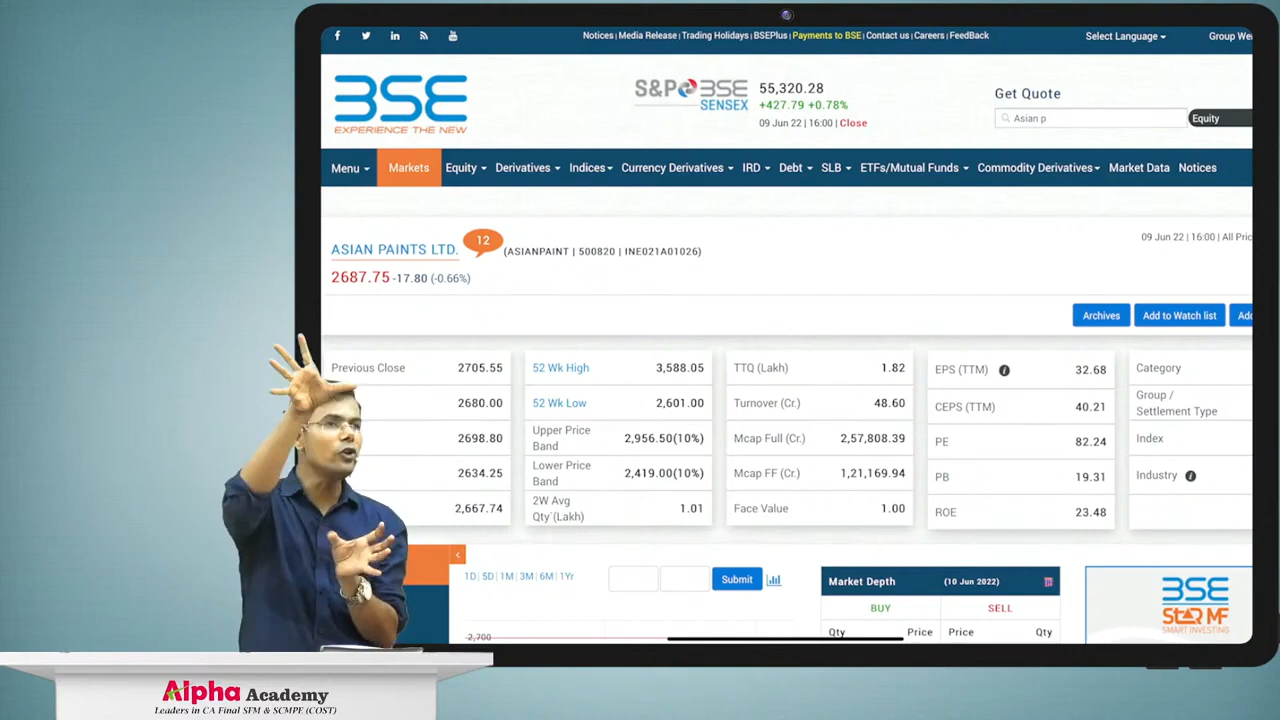 Notices | Media Release | Trading Holidays | BSEPlus | Payments to BSE | Contact us | Careers | FeedBack
Select Language
Group We
BSE
EXPERIENCE THE NEW
S&P BSE
SENSEX
55,320.28
+427.79 +0.78%
09 Jun 22 | 16:00 | Close
Get Quote
Asian p
Equity
Menu Markets Equity Derivatives Indices Currency Derivatives IRD Debt SLB ETFs/Mutual Funds Commodity Derivatives Market Data Notices
ASIAN PAINTS LTD.
12
(ASIANPAINT | 500820 | INE021A01026)
09 Jun 22 | 16:00 | All Pric
2687.75 -17.80 (-0.66%)
Archives
Add to Watch list
Add
Previous Close 2705.55
2680.00
2698.80
2634.25
2,667.74
52 Wk High 3,588.05
52 Wk Low 2,601.00
Upper Price
Band
2,956.50(10%)
Lower Price
Band
2,419.00(10%)
2W Avg
Qty`(Lakh)
1.01
TTQ (Lakh) 1.82
Turnover (Cr.) 48.60
Mcap Full (Cr.) 2,57,808.39
Mcap FF (Cr.) 1,21,169.94
Face Value 1.00
EPS (TTM) 32.68
CEPS (TTM) 40.21
PE 82.24
PB 19.31
ROE 23.48
Category
Group /
Settlement Type
Index
Industry
1D | 5D | 1M | 3M | 6M | 1Yr
Submit
2,700
Market Depth (10 Jun 2022)
BUY SELL
Qty Price Price Qty
BSE
STAR MF
SMART INVESTING
Alpha Academy
Leaders in CA Final SFM & SCMPE (COST)